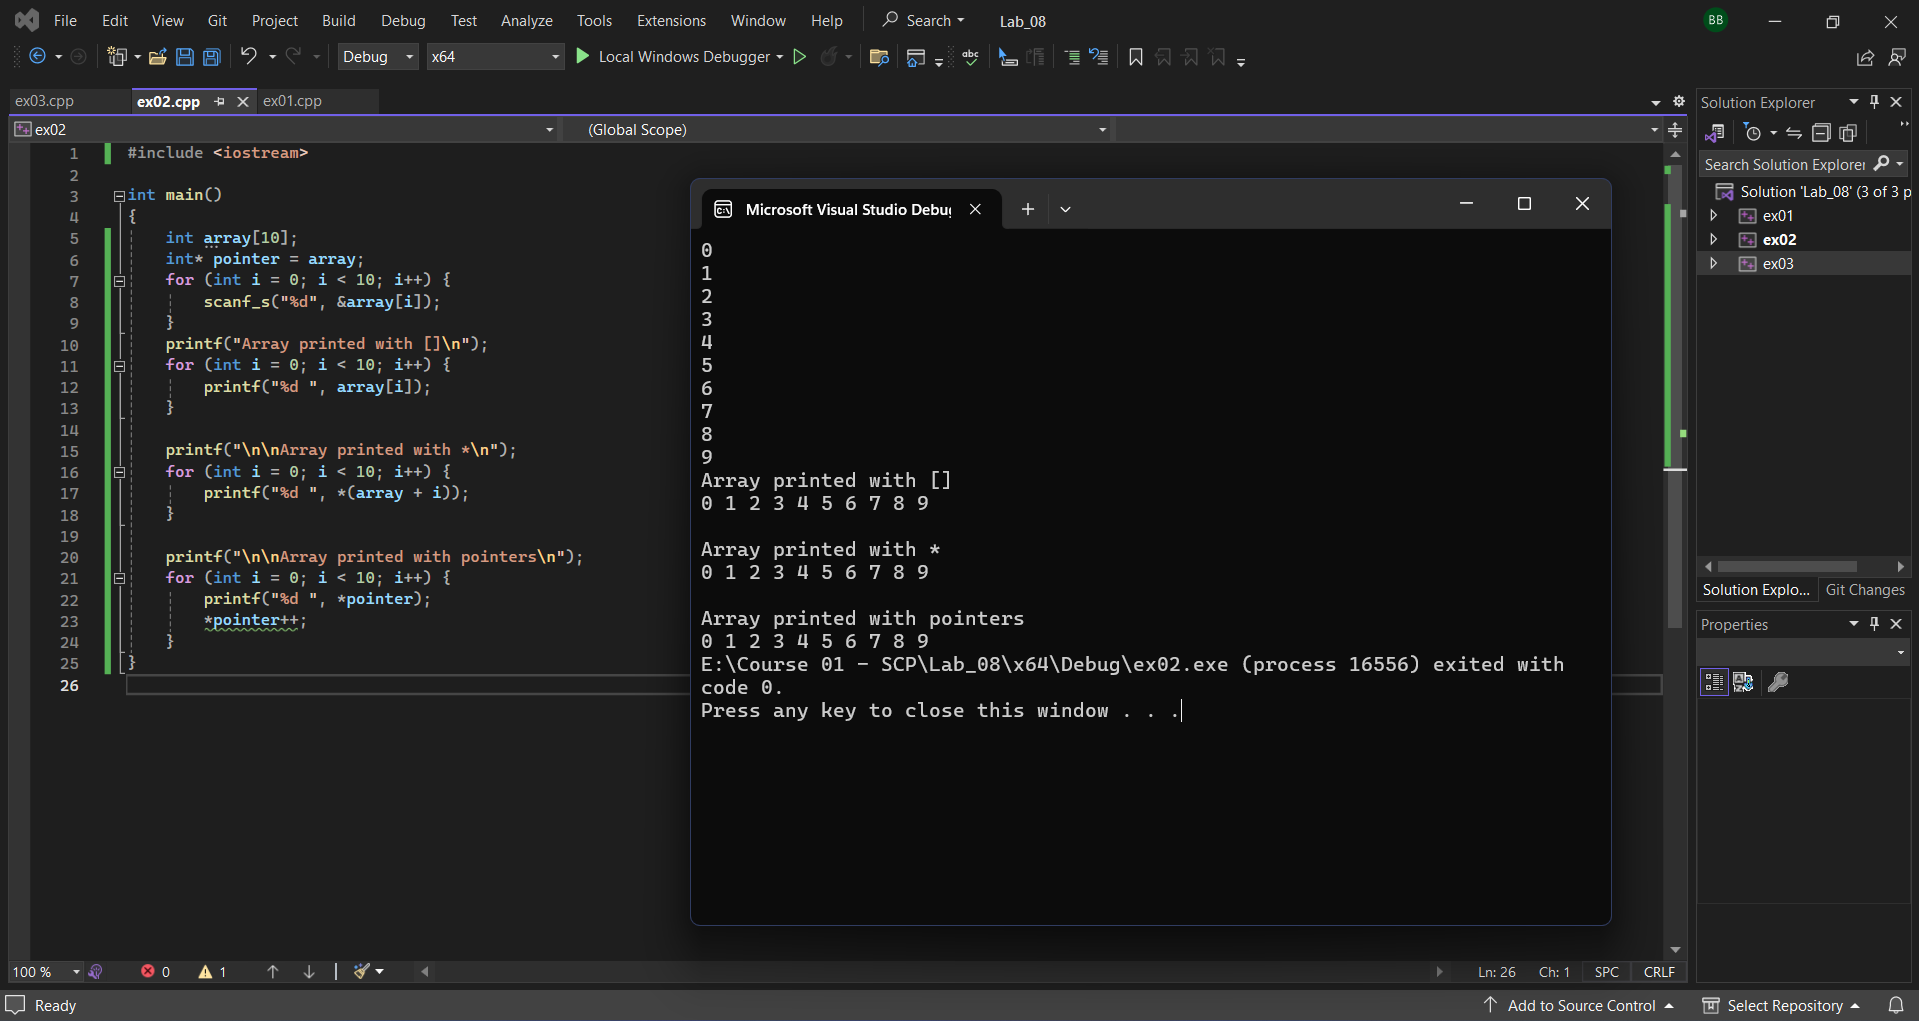 File Edit View Git Project Build Debug Test Analyze Tools Extensions Window Help Search Lab_08 BB
Debug x64 Local Windows Debugger abc
ex03.cpp ex02.cpp ex01.cpp
ex02 (Global Scope)
1 #include <iostream>
2
3 int main()
4 {
5 int array[10];
6 int* pointer = array;
7 for (int i = 0; i < 10; i++) {
8 scanf_s("%d", &array[i]);
9 }
10 printf("Array printed with []\n");
11 for (int i = 0; i < 10; i++) {
12 printf("%d ", array[i]);
13 }
14
15 printf("\n\nArray printed with *\n");
16 for (int i = 0; i < 10; i++) {
17 printf("%d ", *(array + i));
18 }
19
20 printf("\n\nArray printed with pointers\n");
21 for (int i = 0; i < 10; i++) {
22 printf("%d ", *pointer);
23 *pointer++;
24 }
25 }
26
Microsoft Visual Studio Debu
0
1
2
3
4
5
6
7
8
9
Array printed with []
0 1 2 3 4 5 6 7 8 9
Array printed with *
0 1 2 3 4 5 6 7 8 9
Array printed with pointers
0 1 2 3 4 5 6 7 8 9
E:\Course 01 - SCP\Lab_08\x64\Debug\ex02.exe (process 16556) exited with
code 0.
Press any key to close this window . . .
Solution Explorer
Search Solution Explorer
Solution 'Lab_08' (3 of 3 p
ex01
ex02
ex03
Solution Explo... Git Changes
Properties
100 % 0 1 Ln: 26 Ch: 1 SPC CRLF
Ready Add to Source Control Select Repository